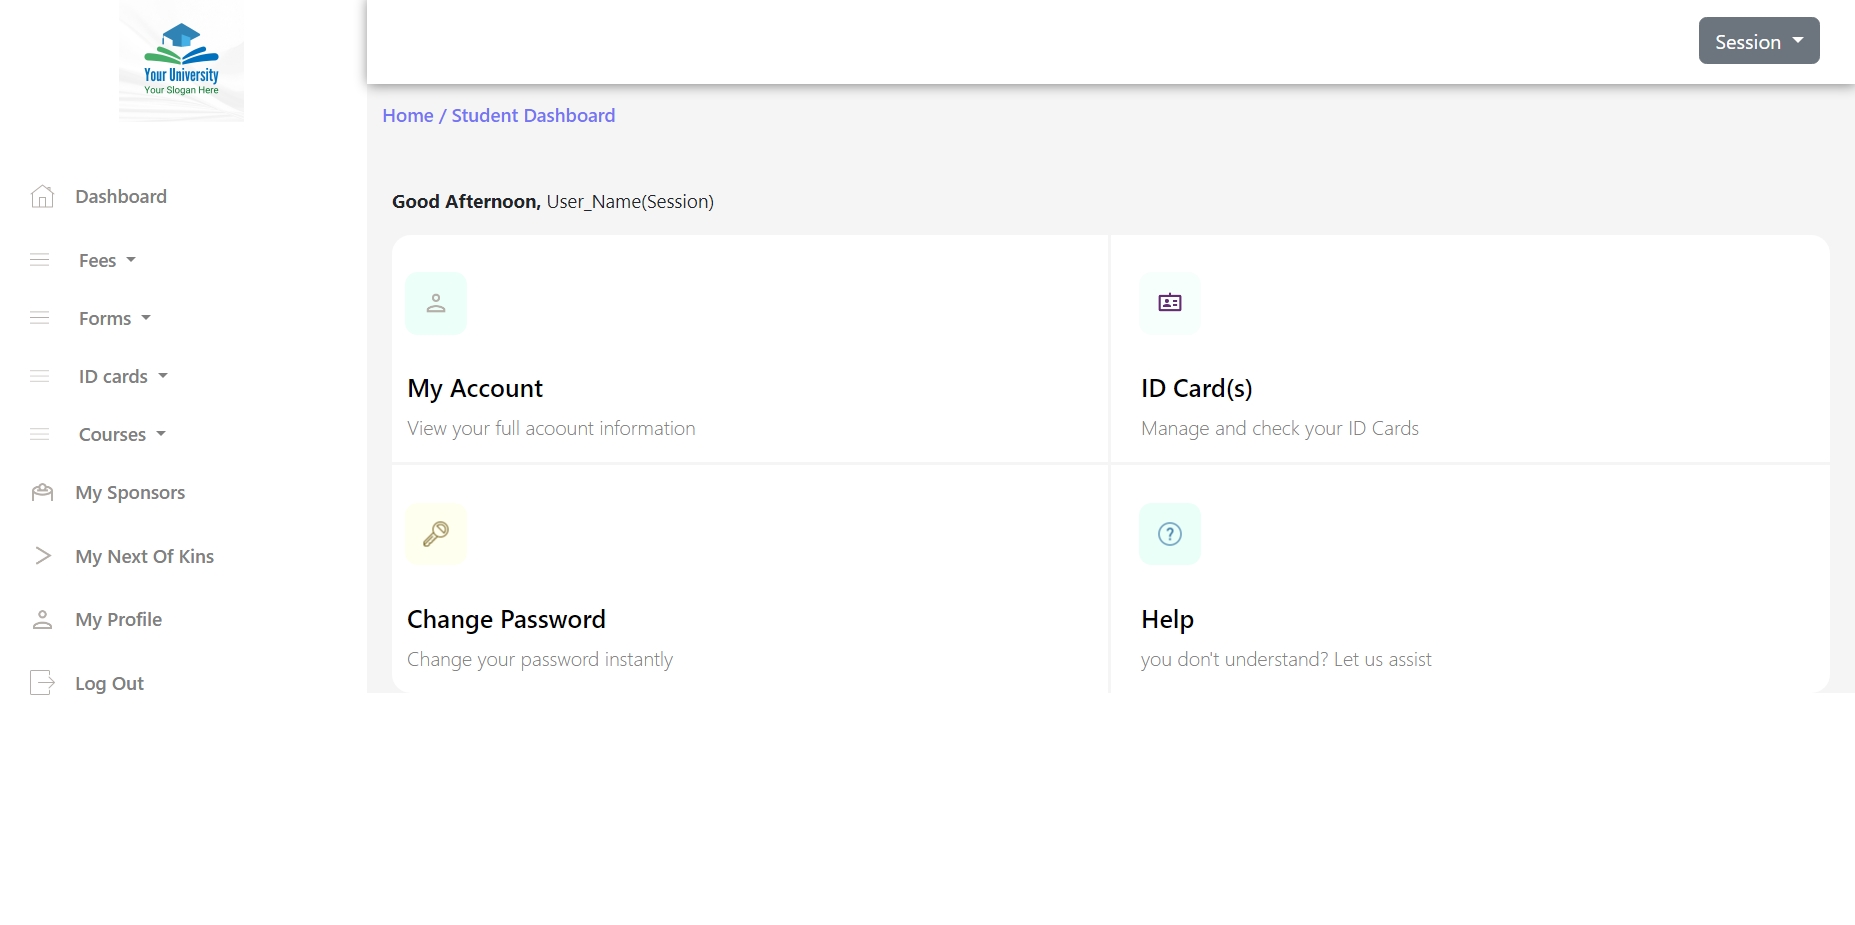 Your University
Your Slogan Here
Session
Home / Student Dashboard
Dashboard
Fees
Forms
ID cards
Courses
My Sponsors
My Next Of Kins
My Profile
Log Out
Good Afternoon, User_Name(Session)
My Account
View your full acoount information
ID Card(s)
Manage and check your ID Cards
Change Password
Change your password instantly
Help
you don't understand? Let us assist